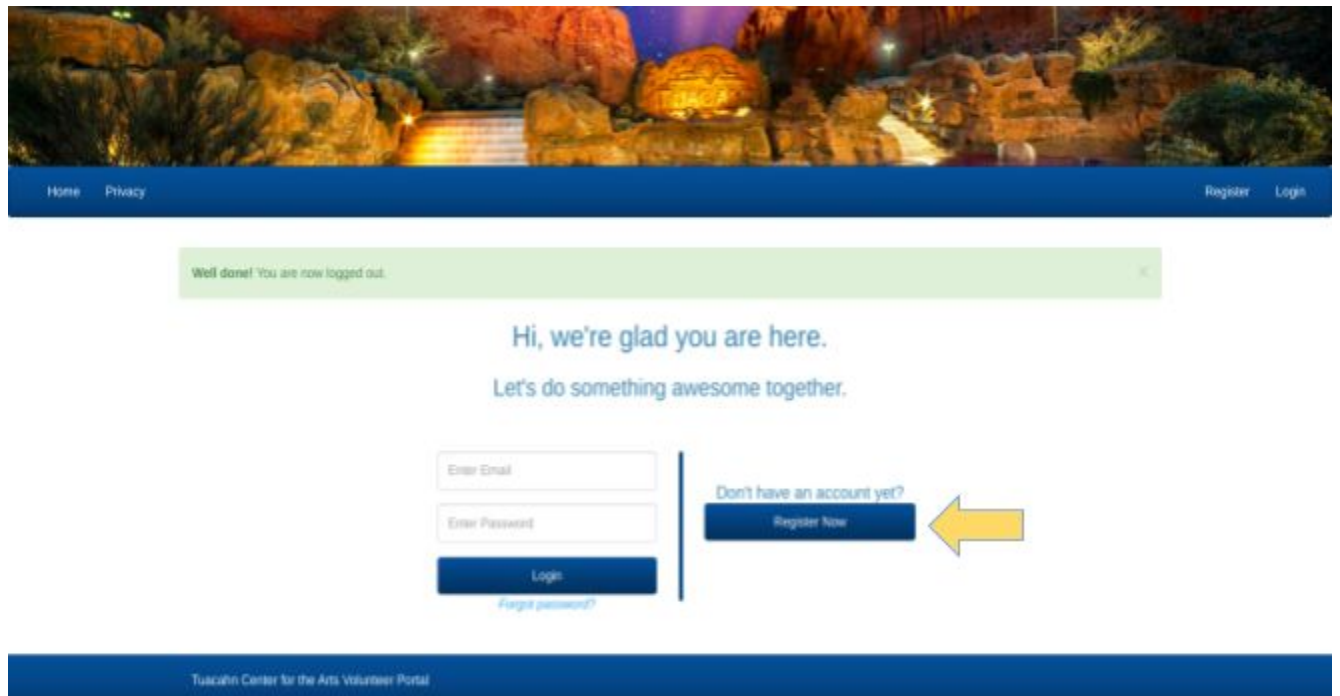 Home Privacy Register Login
Well done! You are now logged out. ×
Hi, we're glad you are here.
Let's do something awesome together.
Enter Email
Enter Password
Login
Forgot password?
Don't have an account yet?
Register Now
Tuacahn Center for the Arts Volunteer Portal